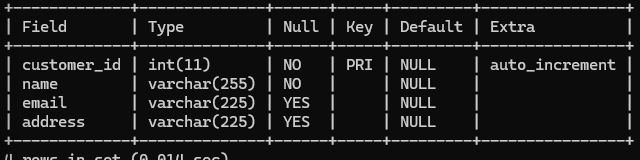 +-------------+--------------+------+-----+---------+----------------+
| Field       | Type         | Null | Key | Default | Extra          |
+-------------+--------------+------+-----+---------+----------------+
| customer_id | int(11)      | NO   | PRI | NULL    | auto_increment |
| name        | varchar(255) | NO   |     | NULL    |                |
| email       | varchar(225) | YES  |     | NULL    |                |
| address     | varchar(225) | YES  |     | NULL    |                |
+-------------+--------------+------+-----+---------+----------------+
4 rows in set (0.014 sec)